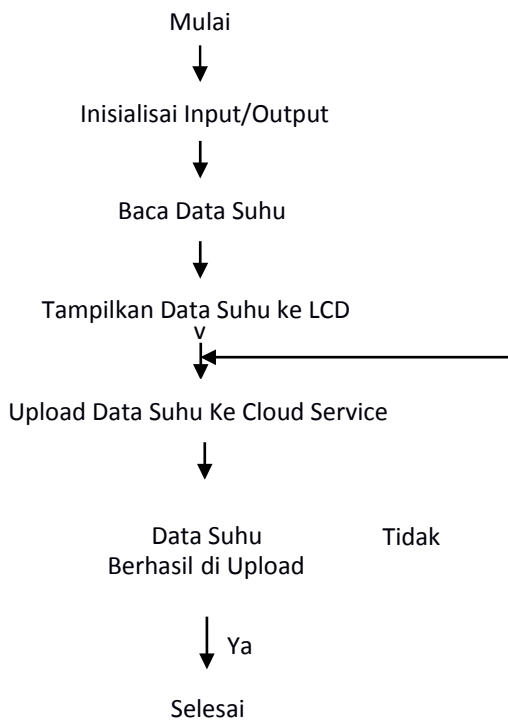 Mulai
Inisialisai Input/Output
Baca Data Suhu
Tampilkan Data Suhu ke LCD
v
Upload Data Suhu Ke Cloud Service
Data Suhu
Berhasil di Upload
Tidak
Ya
Selesai